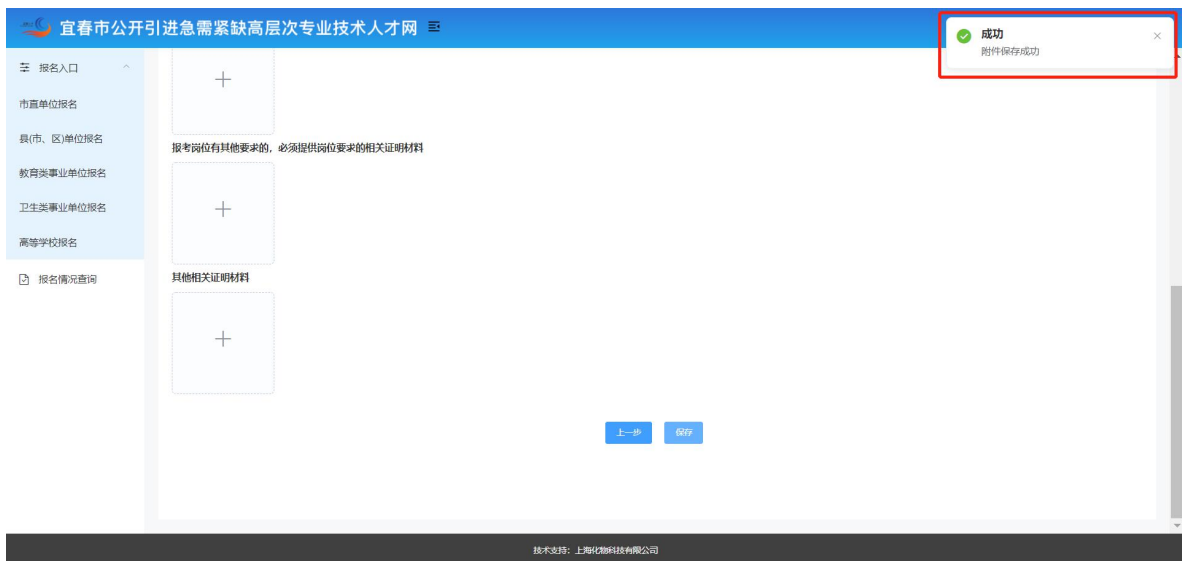 宜春市公开引进急需紧缺高层次专业技术人才网
成功
附件保存成功
报名入口
市直单位报名
县(市、区)单位报名
教育类事业单位报名
卫生类事业单位报名
高等学校报名
报名情况查询
报考岗位有其他要求的，必须提供岗位要求的相关证明材料
其他相关证明材料
上一步
保存
技术支持：上海化物科技有限公司